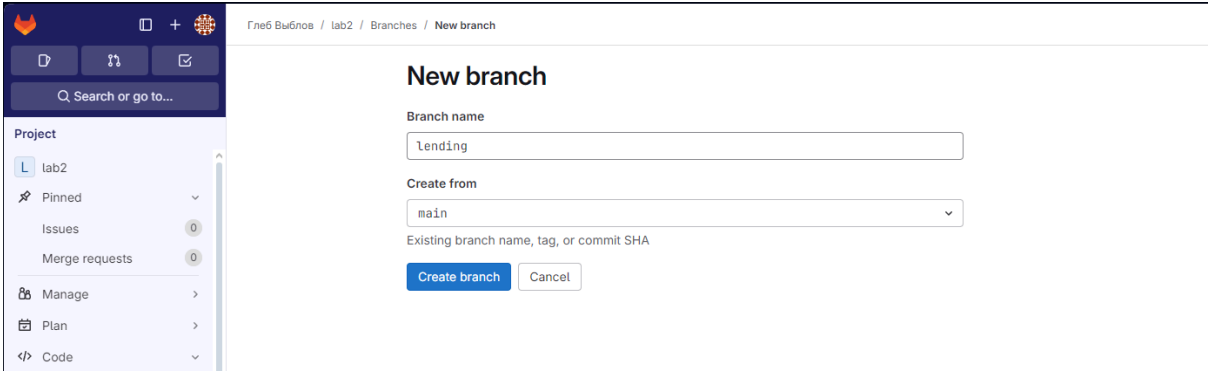 Глеб Выблов / lab2 / Branches / New branch
Search or go to...
Project
L lab2
Pinned
Issues 0
Merge requests 0
Manage
Plan
Code
New branch
Branch name
lending
Create from
main
Existing branch name, tag, or commit SHA
Create branch Cancel